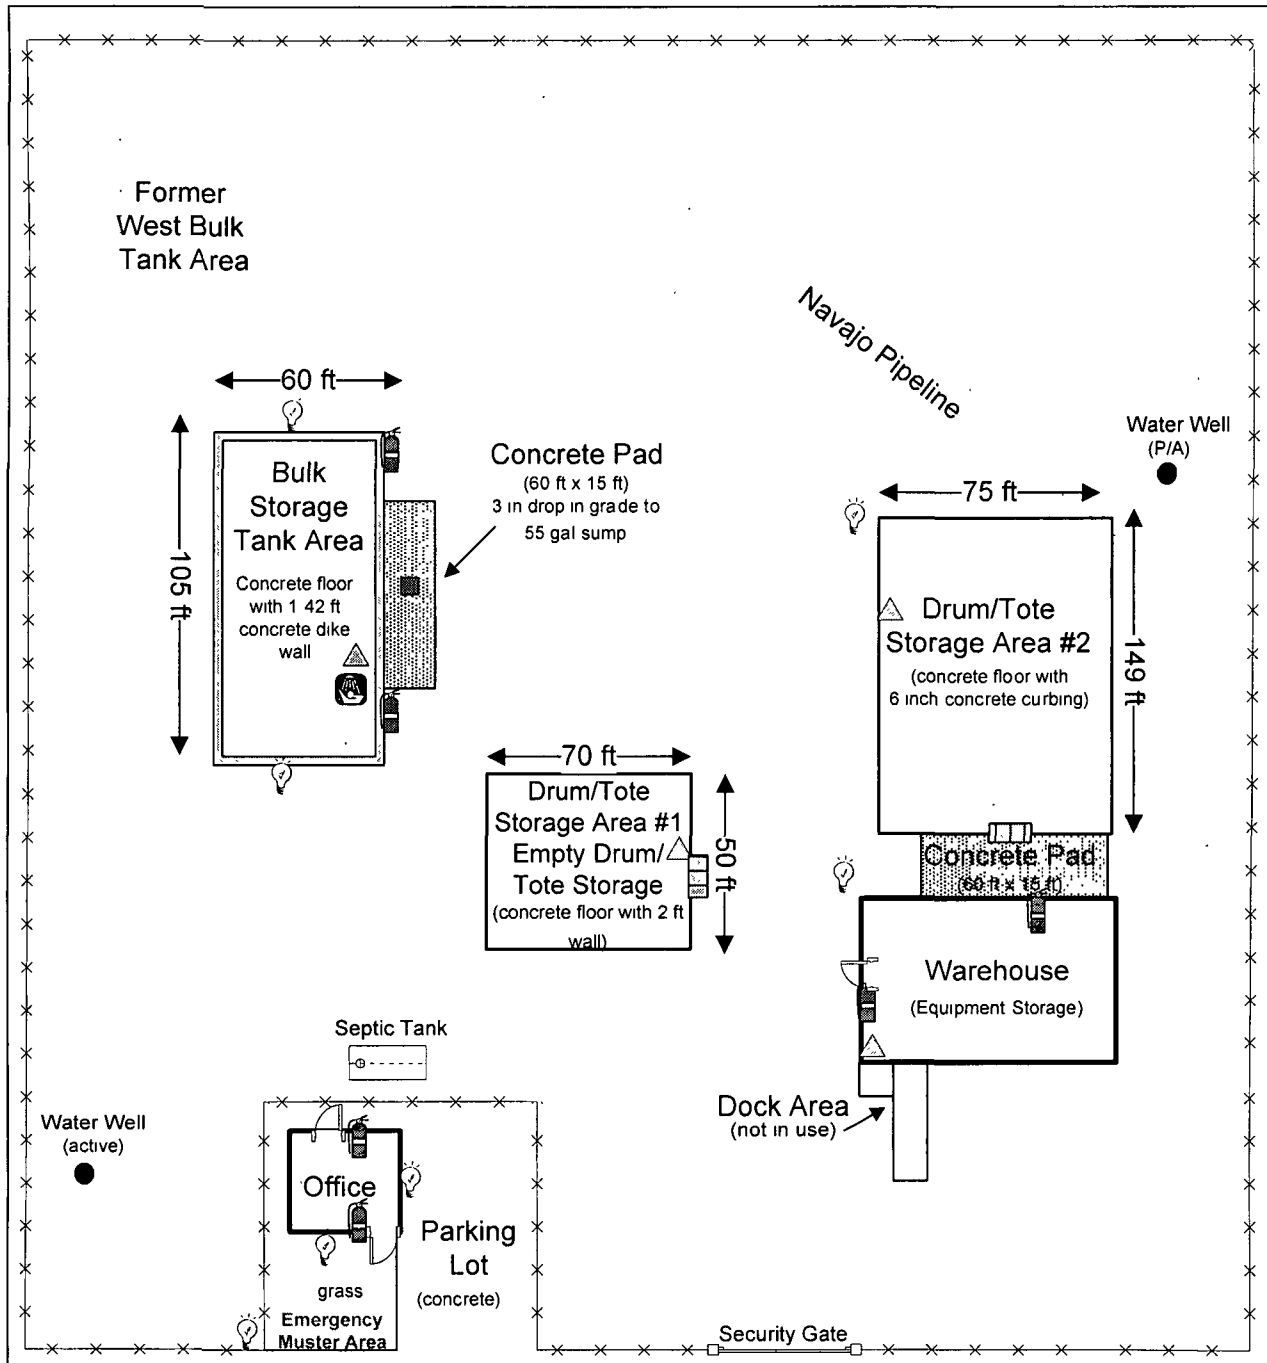 Former
West Bulk
Tank Area
Navajo Pipeline
60 ft
105 ft
Bulk
Storage
Tank Area
Concrete floor
with 1 42 ft
concrete dike
wall
Concrete Pad
(60 ft x 15 ft)
3 in drop in grade to
55 gal sump
Water Well
(P/A)
75 ft
149 ft
Drum/Tote
Storage Area #2
(concrete floor with
6 inch concrete curbing)
70 ft
50 ft
Drum/Tote
Storage Area #1
Empty Drum/
Tote Storage
(concrete floor with 2 ft
wall)
Concrete Pad
(60 ft x 15 ft)
Warehouse
(Equipment Storage)
Septic Tank
Dock Area
(not in use)
Water Well
(active)
Office
Parking
Lot
(concrete)
grass
Emergency
Muster Area
Security Gate